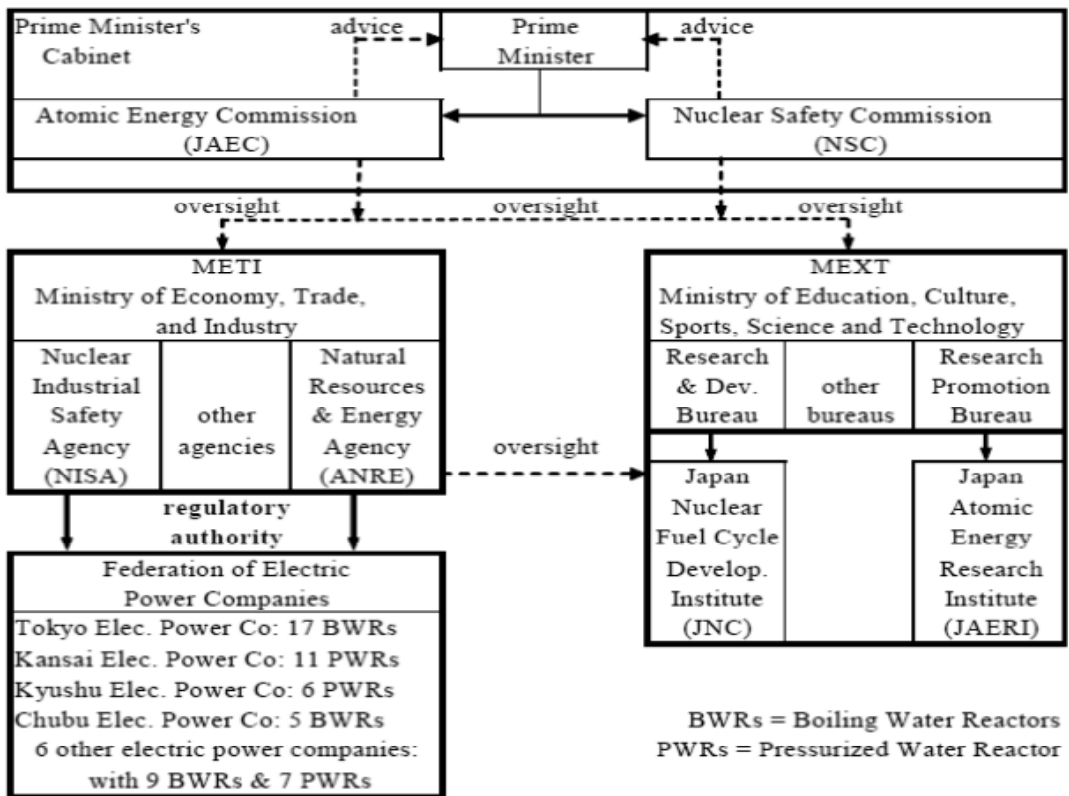 Prime Minister's
Cabinet
advice
Prime
Minister
advice
Atomic Energy Commission
(JAEC)
Nuclear Safety Commission
(NSC)
oversight
oversight
oversight
METI
Ministry of Economy, Trade,
and Industry
Nuclear
Industrial
Safety
Agency
(NISA)
other
agencies
Natural
Resources
& Energy
Agency
(ANRE)
oversight
MEXT
Ministry of Education, Culture,
Sports, Science and Technology
Research
& Dev.
Bureau
other
bureaus
Research
Promotion
Bureau
Japan
Nuclear
Fuel Cycle
Develop.
Institute
(JNC)
Japan
Atomic
Energy
Research
Institute
(JAERI)
regulatory
authority
Federation of Electric
Power Companies
Tokyo Elec. Power Co: 17 BWRs
Kansai Elec. Power Co: 11 PWRs
Kyushu Elec. Power Co: 6 PWRs
Chubu Elec. Power Co: 5 BWRs
6 other electric power companies:
with 9 BWRs & 7 PWRs
BWRs = Boiling Water Reactors
PWRs = Pressurized Water Reactor